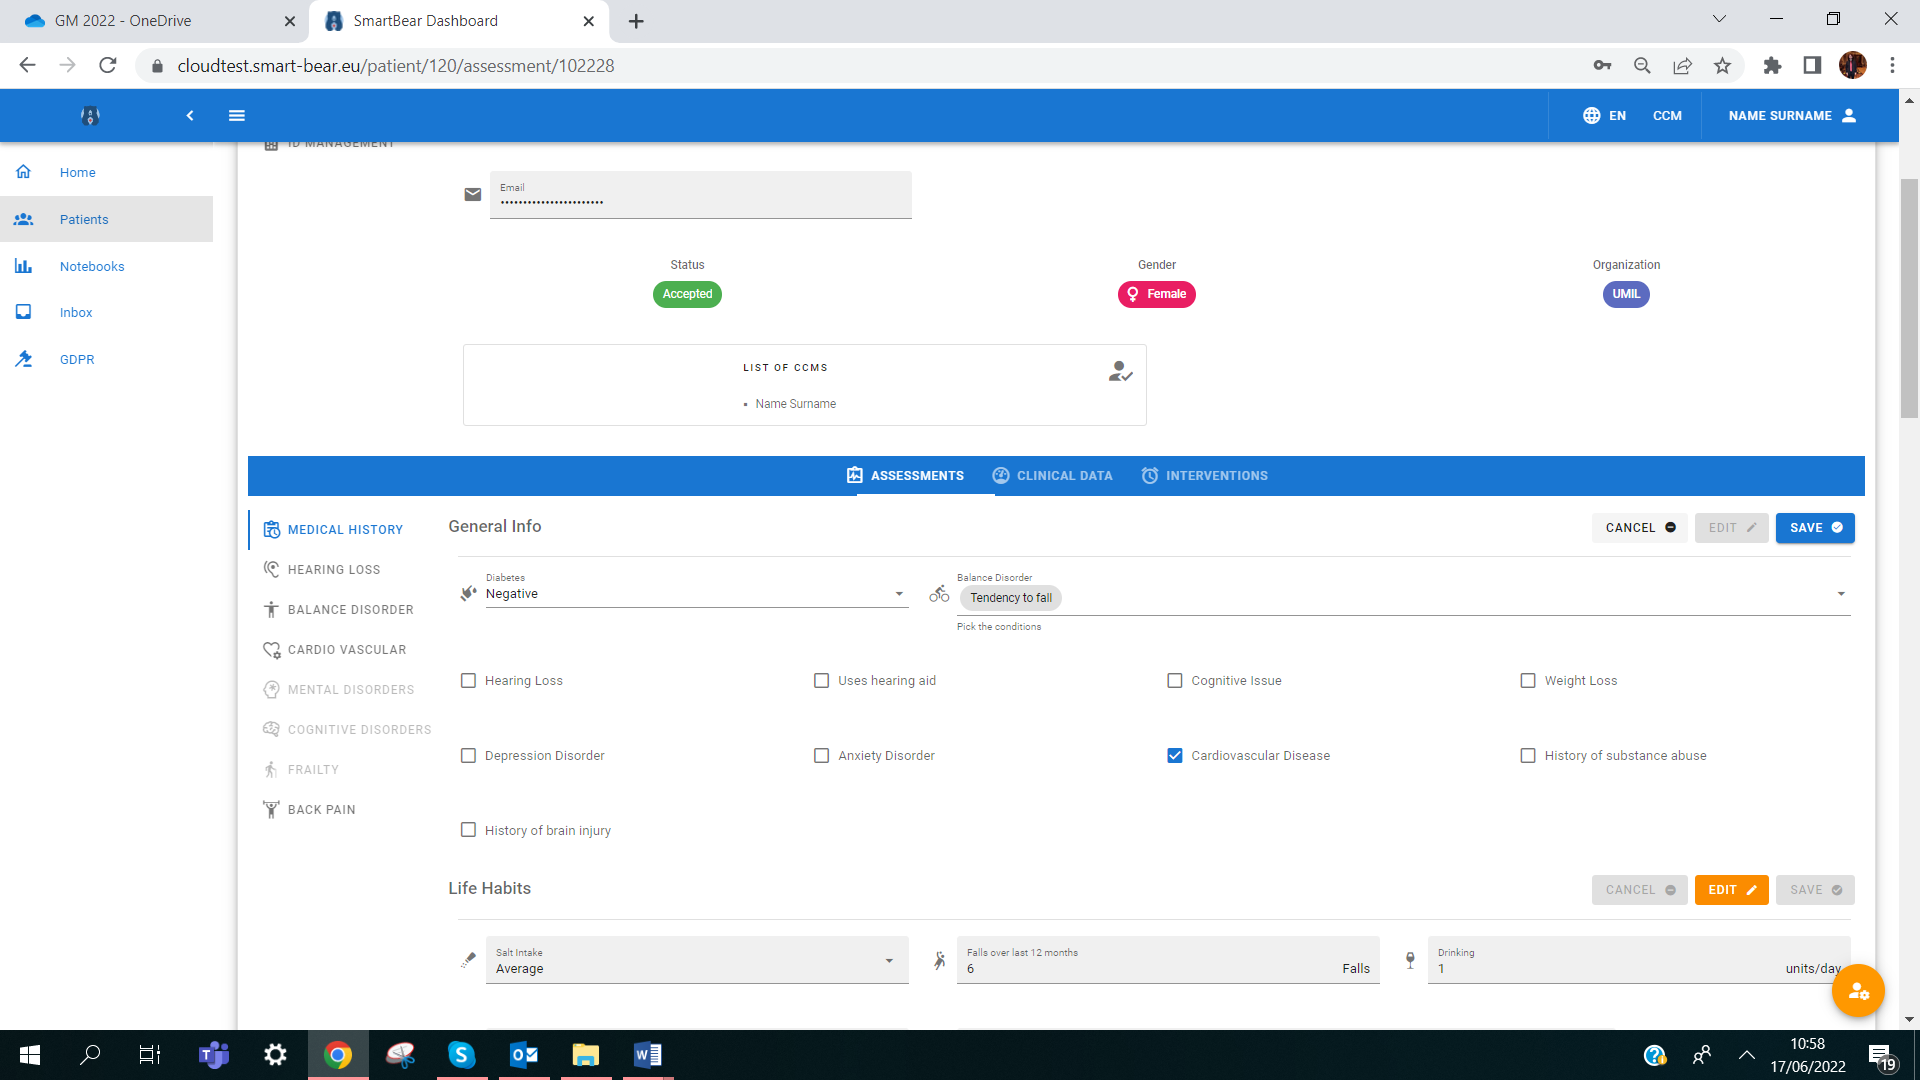 GM 2022 - OneDrive
SmartBear Dashboard
cloudtest.smart-bear.eu/patient/120/assessment/102228
EN
CCM
NAME SURNAME
ID MANAGEMENT
Home
Patients
Notebooks
Inbox
GDPR
Email
•••••••••••••••••••••••
Status
Gender
Organization
Accepted
Female
UMIL
LIST OF CCMS
▪ Name Surname
ASSESSMENTS
CLINICAL DATA
INTERVENTIONS
MEDICAL HISTORY
HEARING LOSS
BALANCE DISORDER
CARDIO VASCULAR
MENTAL DISORDERS
COGNITIVE DISORDERS
FRAILTY
BACK PAIN
General Info
CANCEL
EDIT
SAVE
Diabetes
Negative
Balance Disorder
Tendency to fall
Pick the conditions
Hearing Loss
Uses hearing aid
Cognitive Issue
Weight Loss
Depression Disorder
Anxiety Disorder
Cardiovascular Disease
History of substance abuse
History of brain injury
Life Habits
CANCEL
EDIT
SAVE
Salt Intake
Average
Falls over last 12 months
6
Falls
Drinking
1
units/day
10:58
17/06/2022
19